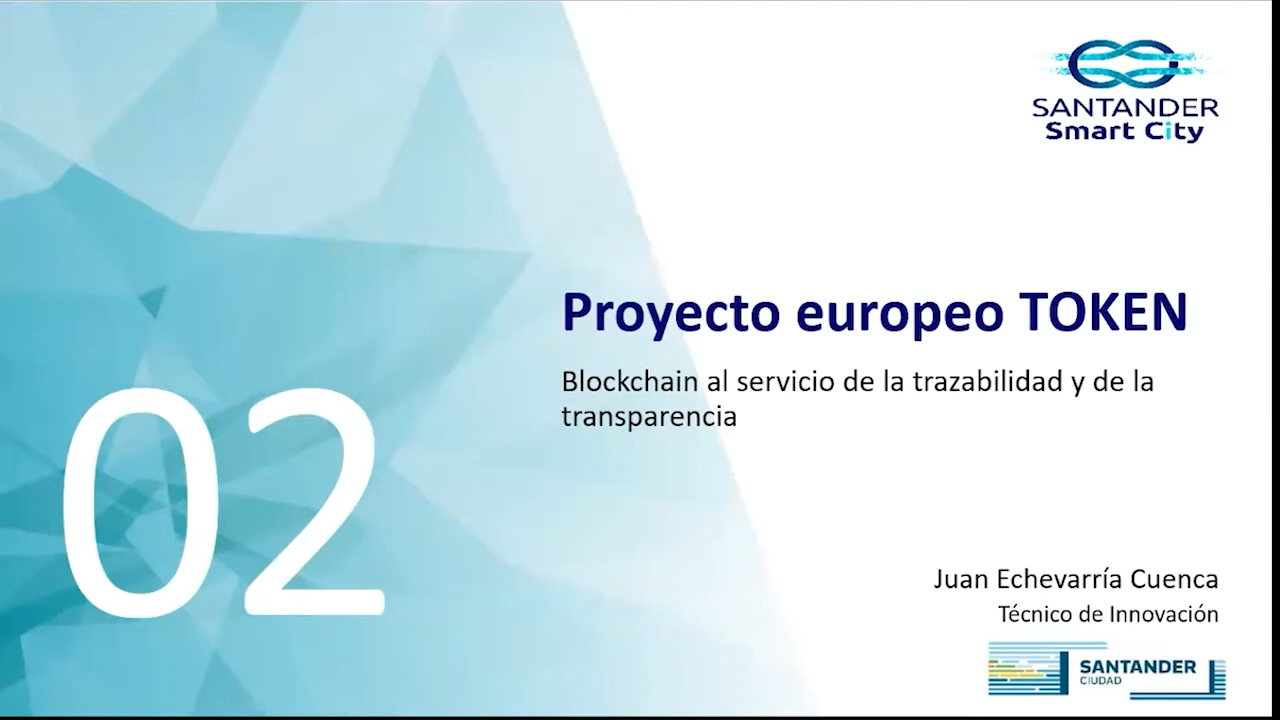 SANTANDER
Smart City
Proyecto europeo TOKEN
Blockchain al servicio de la trazabilidad y de la
transparencia
02
Juan Echevarría Cuenca
Técnico de Innovación
SANTANDER
CIUDAD